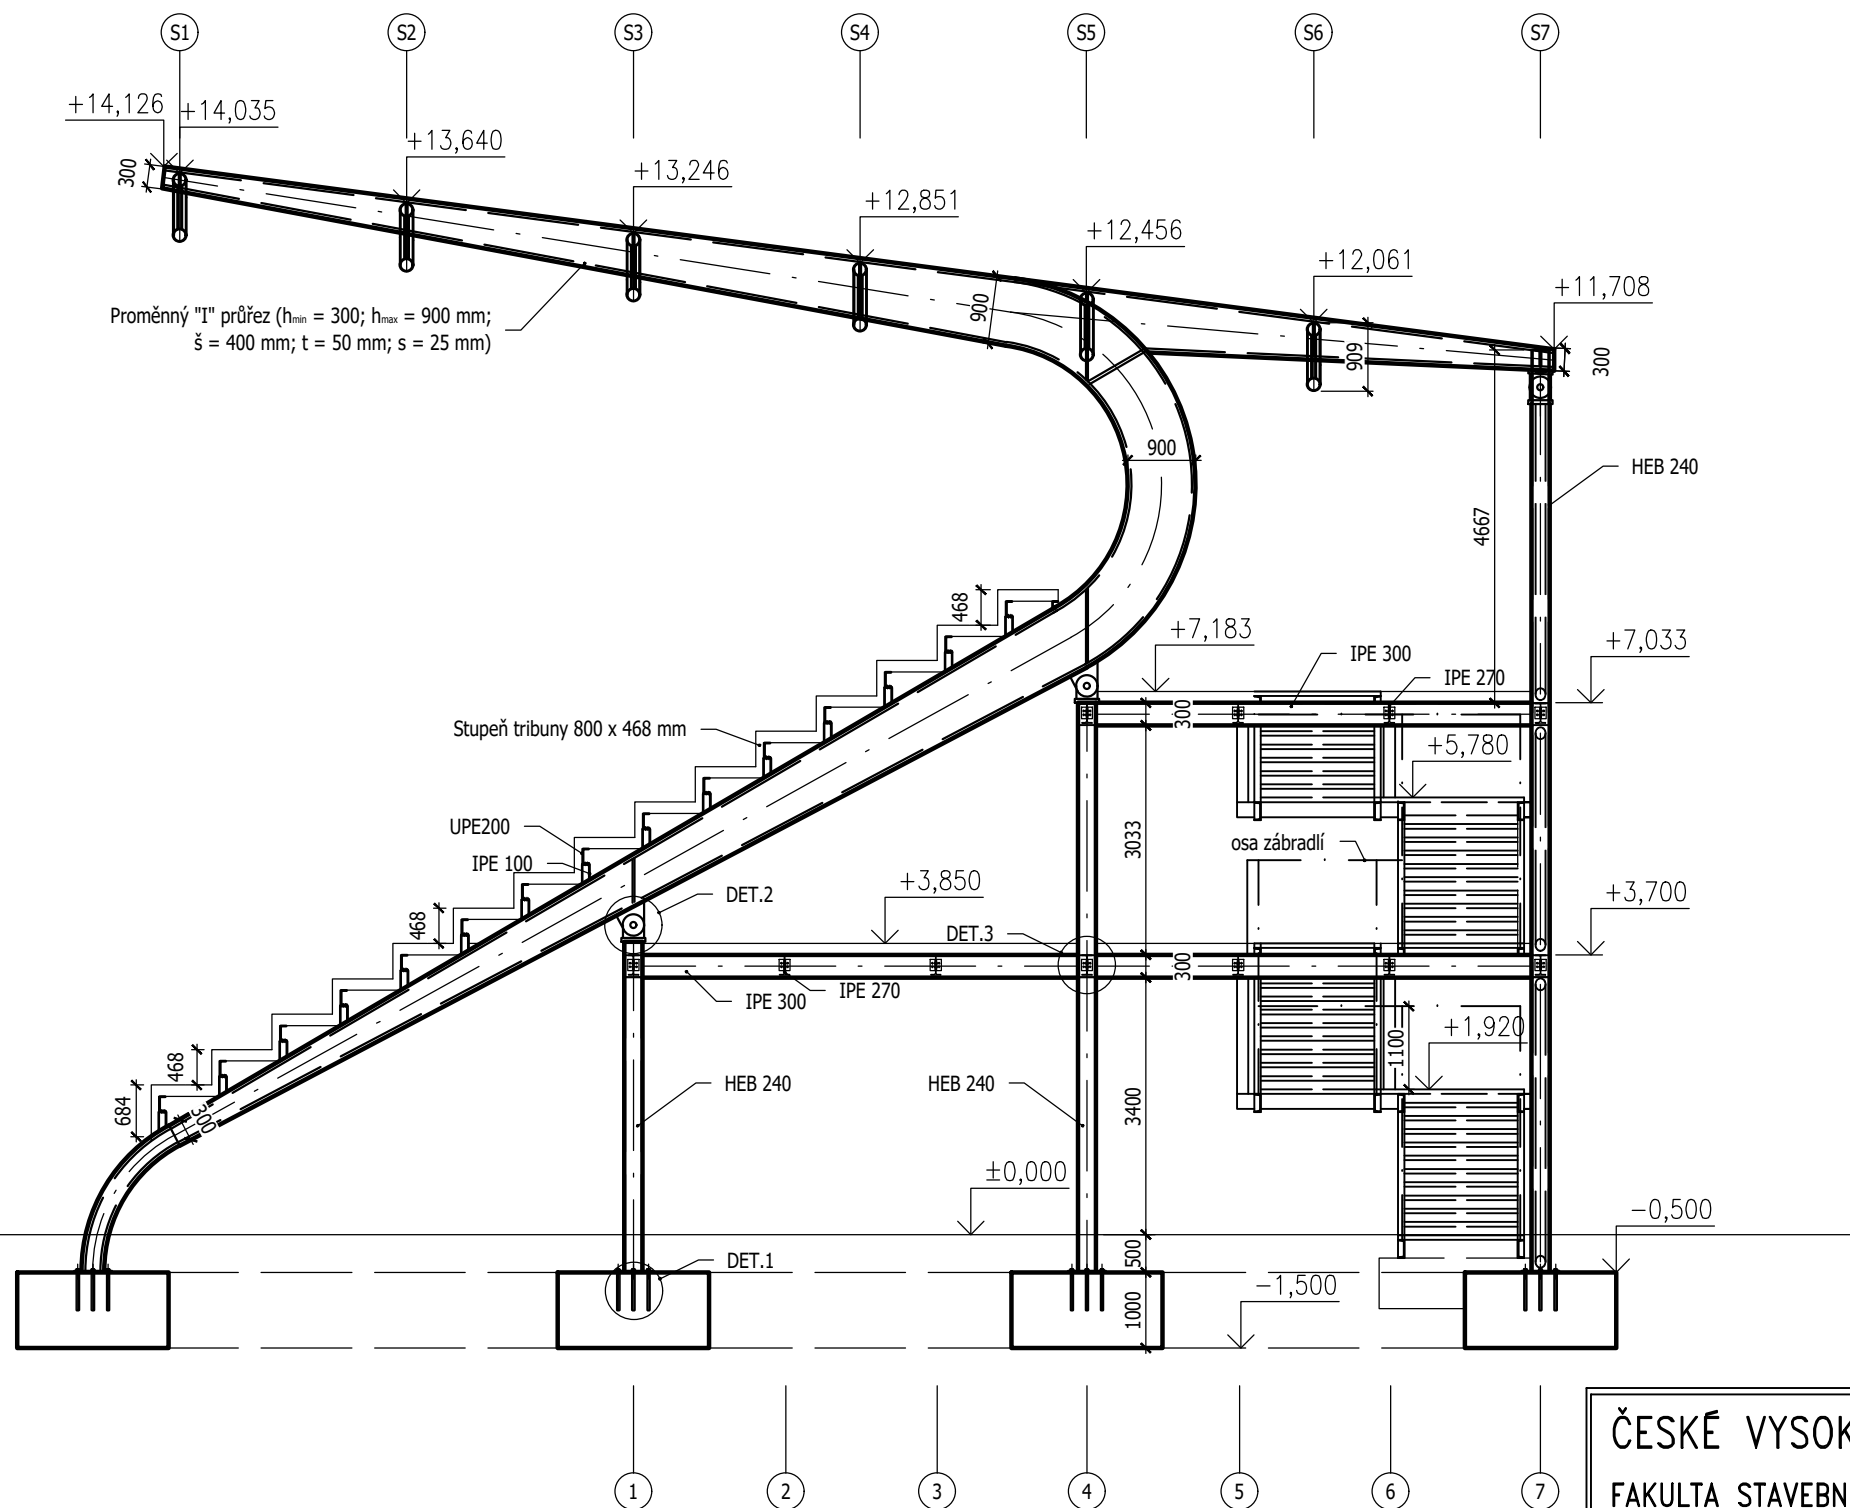 S1 S2 S3 S4 S5 S6 S7
+14,126
+14,035
+13,640
+13,246
+12,851
+12,456
+12,061
+11,708
300
900
909
300
Proměnný "I" průřez (hmin = 300; hmax = 900 mm;
š = 400 mm; t = 50 mm; s = 25 mm)
900
HEB 240
4667
468
+7,183
IPE 300
+7,033
IPE 270
300
Stupeň tribuny 800 x 468 mm
+5,780
UPE200
3033
osa zábradlí
IPE 100
+3,850
DET.2
+3,700
468
DET.3
300
IPE 270
IPE 300
+1,920
1100
468
HEB 240
HEB 240
684
300
3400
±0,000
-0,500
500
DET.1
-1,500
1000
ČESKÉ VYSOK
FAKULTA STAVEBN
1 2 3 4 5 6 7